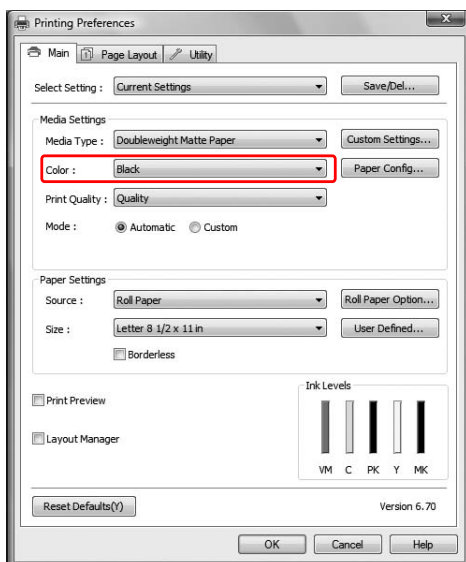 Printing Preferences
X
Main
Page Layout
Utility
Select Setting :
Current Settings
Save/Del...
Media Settings
Media Type :
Doubleweight Matte Paper
Custom Settings...
Color :
Black
Paper Config...
Print Quality :
Quality
Mode :
Automatic
Custom
Paper Settings
Source :
Roll Paper
Roll Paper Option...
Size :
Letter 8 1/2 x 11 in
User Defined...
Borderless
Print Preview
Layout Manager
Ink Levels
VM C PK Y MK
Reset Defaults(Y)
Version 6.70
OK
Cancel
Help